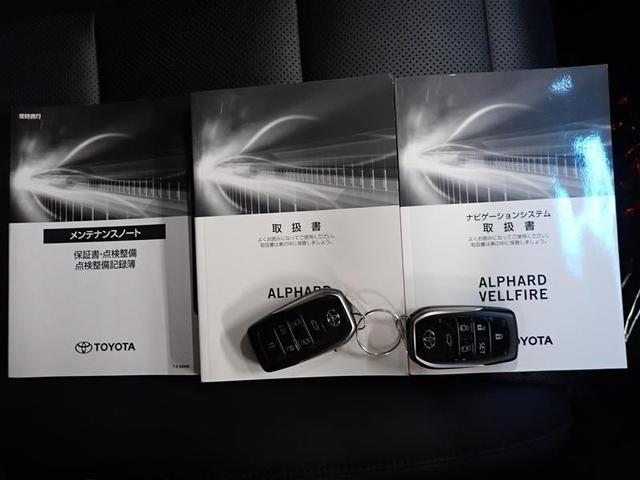 常時携行
メンテナンスノート
保証書・点検整備
点検整備記録簿
TOYOTA
取扱書
よくお読みになってご使用ください。
取扱書は車の中に保管しましょう。
ALPHARD
ナビゲーションシステム
取扱書
よくお読みになってご使用ください。
取扱書は車の中に保管しましょう。
ALPHARD
VELLFIRE
SET